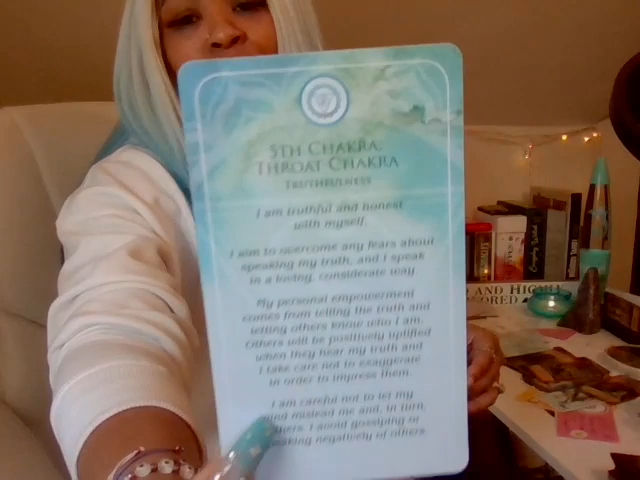 5th Chakra,
Throat Chakra
Truthfulness
I am truthful and honest
with myself.
I aim to overcome any fears about
speaking my truth, and I speak
in a loving, considerate way.
My personal empowerment
comes from telling the truth and
letting others know who I am.
Others will be positively uplifted
when they hear my truth and
I take care not to exaggerate
in order to impress them.
I am careful not to let my
mind mislead me and, in turn,
others. I avoid gossiping or
speaking negatively of others.
AND HIGHLY